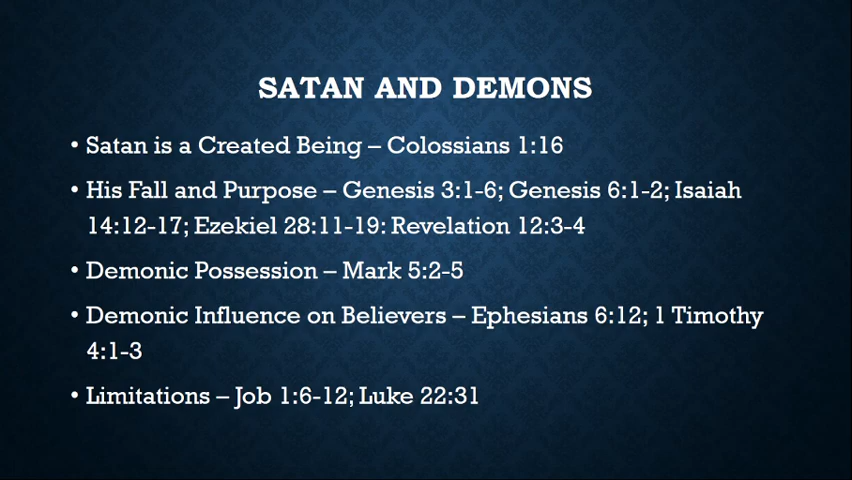 SATAN AND DEMONS
• Satan is a Created Being – Colossians 1:16
• His Fall and Purpose – Genesis 3:1-6; Genesis 6:1-2; Isaiah
14:12-17; Ezekiel 28:11-19: Revelation 12:3-4
• Demonic Possession – Mark 5:2-5
• Demonic Influence on Believers – Ephesians 6:12; 1 Timothy
4:1-3
• Limitations – Job 1:6-12; Luke 22:31